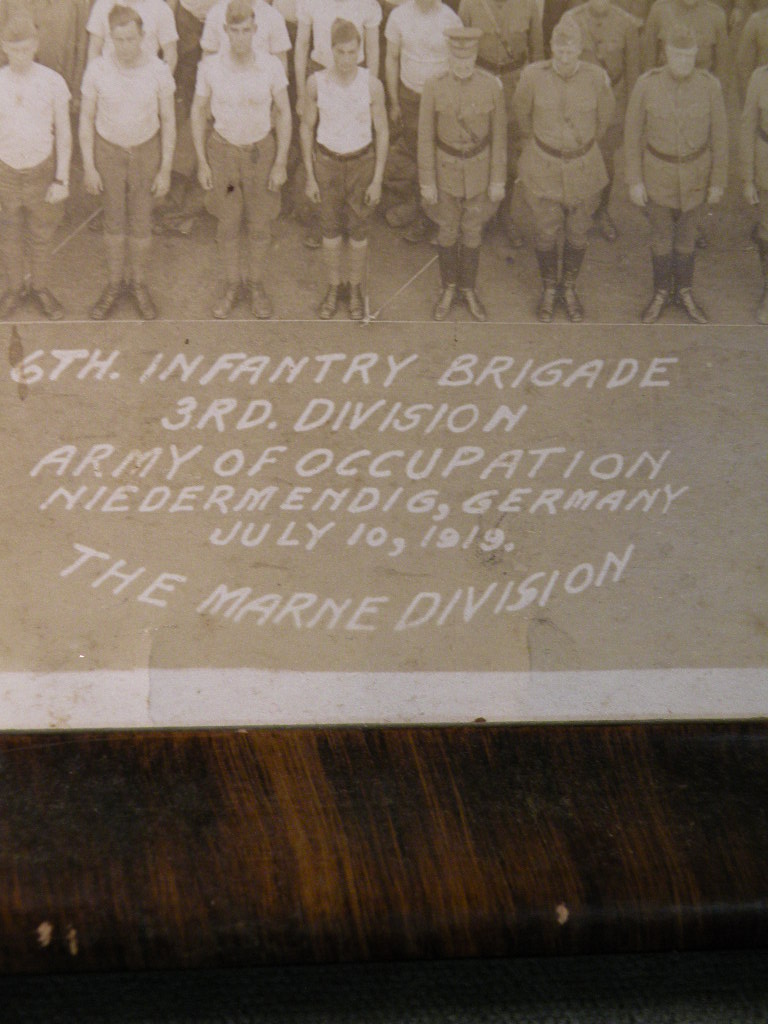 6TH. INFANTRY BRIGADE
3RD. DIVISION
ARMY OF OCCUPATION
NIEDERMENDIG, GERMANY
JULY 10, 1919.
THE MARNE DIVISION